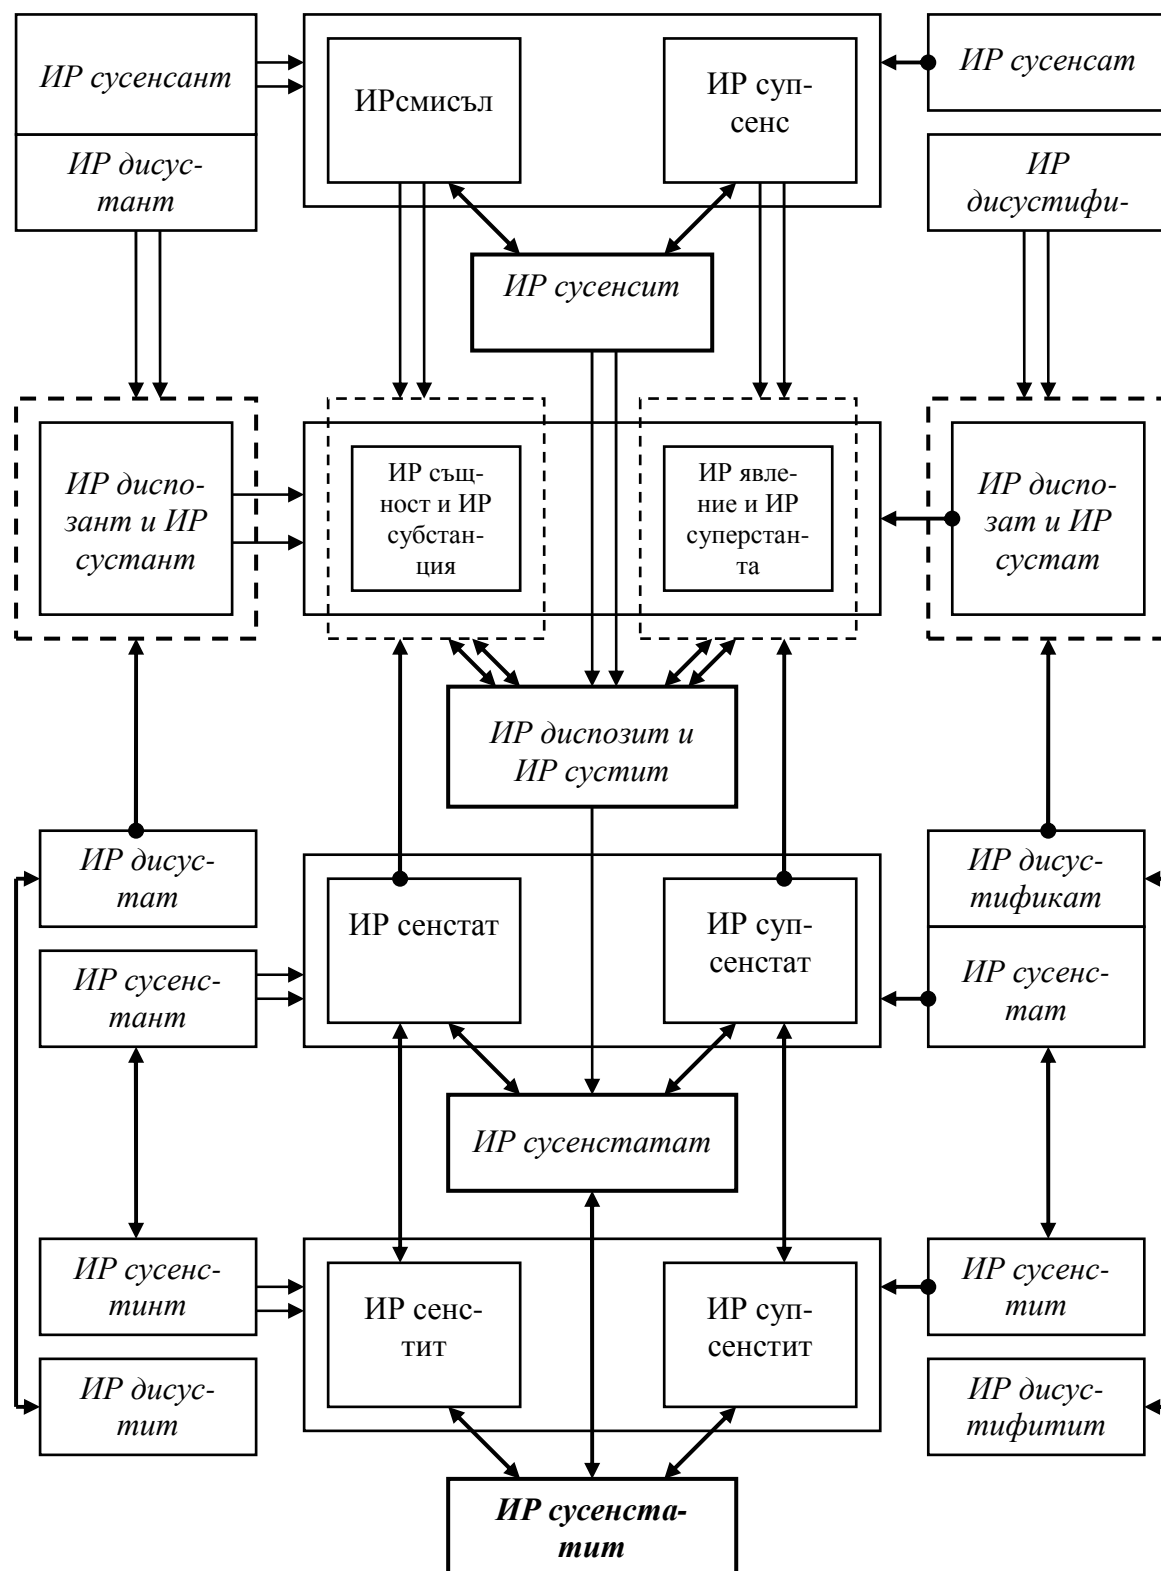 ИР сусенсант
ИРсмисъл
ИР суп-
сенс
ИР сусенсат
ИР дисус-
тант
ИР
дисустифи-
ИР сусенсит
ИР диспо-
зант и ИР
сустант
ИР същ-
ност и ИР
субстан-
ция
ИР явле-
ние и ИР
суперстан-
та
ИР диспо-
зат и ИР
сустат
ИР диспозит и
ИР сустит
ИР дисус-
тат
ИР сенстат
ИР суп-
сенстат
ИР дисус-
тификат
ИР сусенс-
тант
ИР сусенс-
тат
ИР сусенстатат
ИР сусенс-
тинт
ИР сенс-
тит
ИР суп-
сенстит
ИР сусенс-
тит
ИР дисус-
тит
ИР дисус-
тифитит
ИР сусенста-
тит